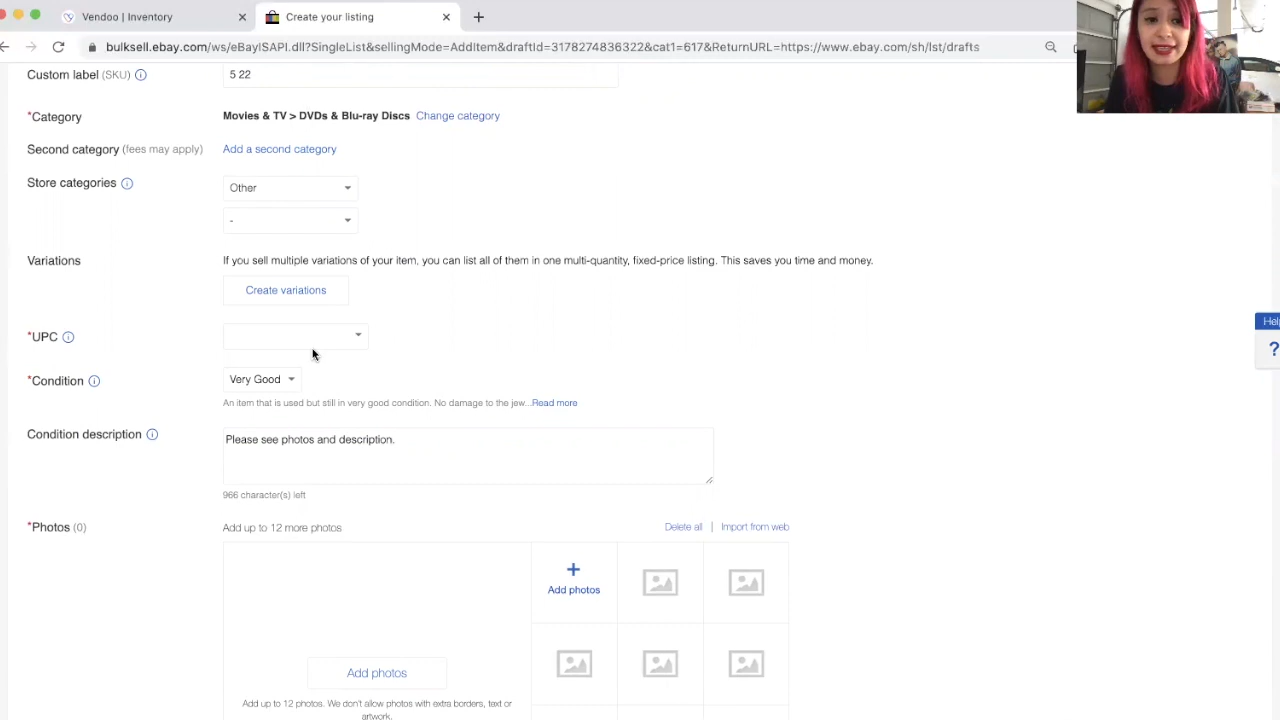 Vendoo | Inventory
Create your listing
bulksell.ebay.com/ws/eBayISAPI.dll?SingleList&sellingMode=AddItem&draftId=3178274836322&cat1=617&ReturnURL=https://www.ebay.com/sh/lst/drafts
Custom label (SKU)
5 22
*Category
Movies & TV > DVDs & Blu-ray Discs Change category
Second category (fees may apply)
Add a second category
Store categories
Other
-
Variations
If you sell multiple variations of your item, you can list all of them in one multi-quantity, fixed-price listing. This saves you time and money.
Create variations
*UPC
*Condition
Very Good
An item that is used but still in very good condition. No damage to the jew...Read more
Condition description
Please see photos and description.
966 character(s) left
*Photos (0)
Add up to 12 more photos
Delete all | Import from web
Add photos
Add photos
Add up to 12 photos. We don't allow photos with extra borders, text or
artwork.
Hel
?